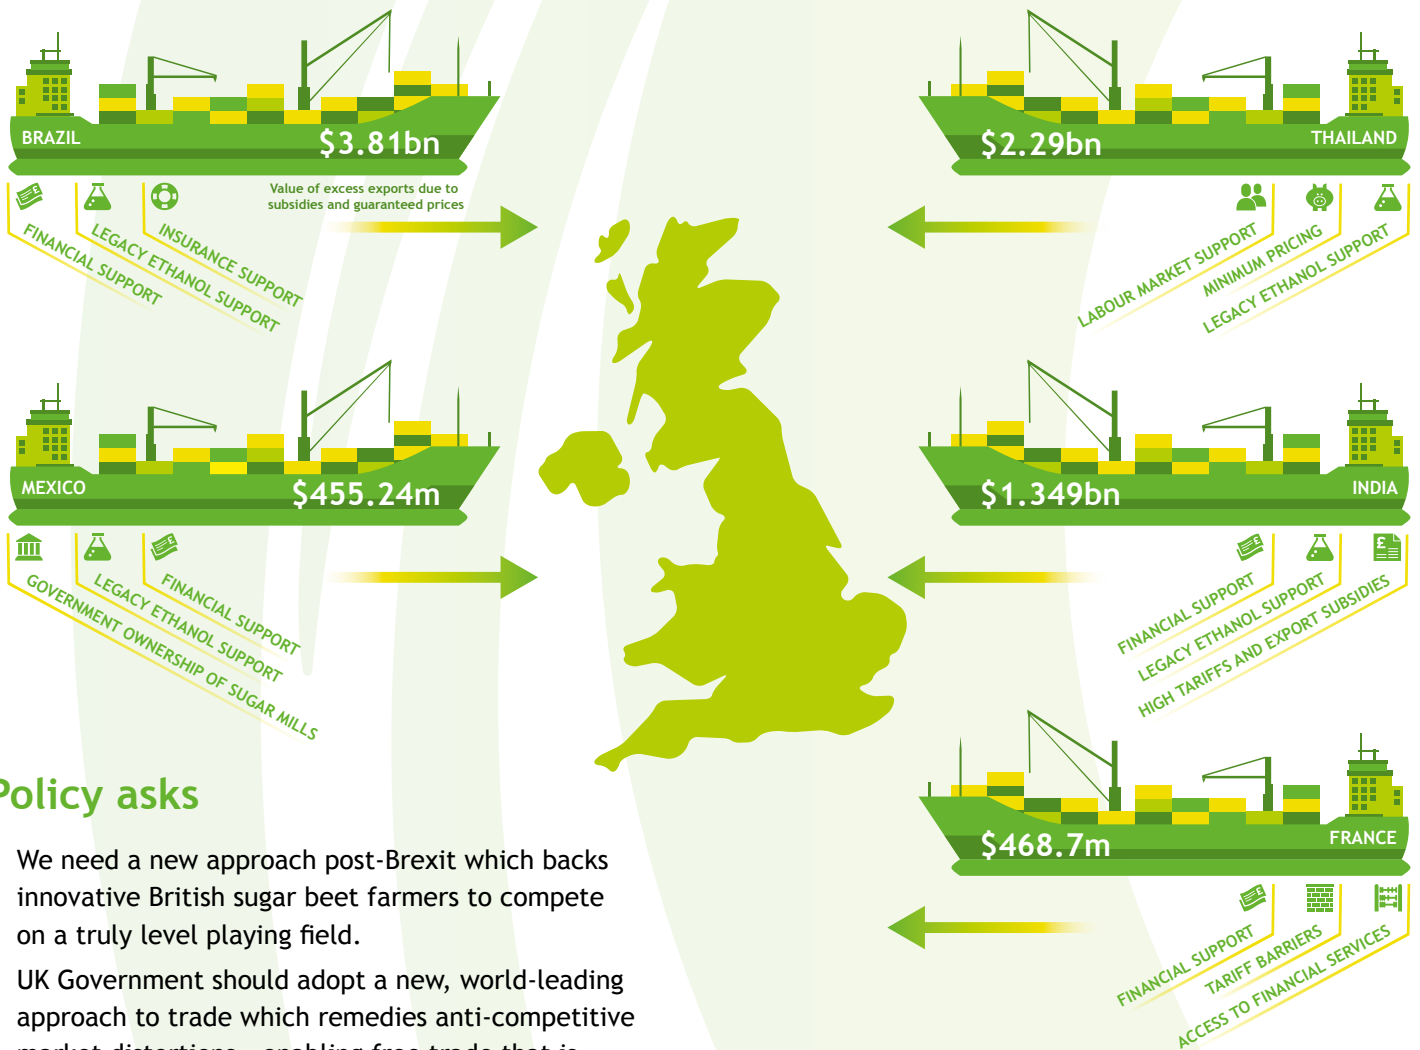 BRAZIL
$3.81bn
Value of excess exports due to
subsidies and guaranteed prices
FINANCIAL SUPPORT
LEGACY ETHANOL SUPPORT
INSURANCE SUPPORT
$2.29bn
THAILAND
LABOUR MARKET SUPPORT
MINIMUM PRICING
LEGACY ETHANOL SUPPORT
MEXICO
$455.24m
GOVERNMENT OWNERSHIP OF SUGAR MILLS
LEGACY ETHANOL SUPPORT
FINANCIAL SUPPORT
$1.349bn
INDIA
FINANCIAL SUPPORT
LEGACY ETHANOL SUPPORT
HIGH TARIFFS AND EXPORT SUBSIDIES
$468.7m
FRANCE
FINANCIAL SUPPORT
TARIFF BARRIERS
ACCESS TO FINANCIAL SERVICES
Policy asks
We need a new approach post-Brexit which backs
innovative British sugar beet farmers to compete
on a truly level playing field.
UK Government should adopt a new, world-leading
approach to trade which remedies anti-competitive